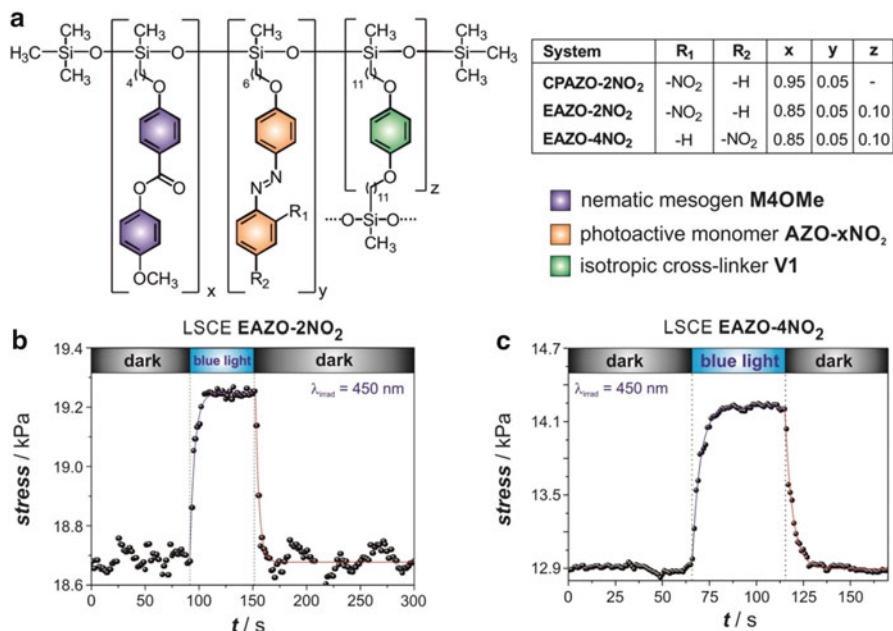 a
CH₃ CH₃ CH₃ CH₃ CH₃
H₃C Si O Si O Si O Si O Si CH₃
H₃C CH₃
4 O 6 O 11 O
O O N N O R₁ 11 z
O Si O
CH₃
OCH₃ x R₂ y
System R₁ R₂ x y z
CPAZO-2NO₂ -NO₂ -H 0.95 0.05 -
EAZO-2NO₂ -NO₂ -H 0.85 0.05 0.10
EAZO-4NO₂ -H -NO₂ 0.85 0.05 0.10
nematic mesogen M4OMe
photoactive monomer AZO-xNO₂
isotropic cross-linker V1
b
LSCE EAZO-2NO₂
dark blue light dark
λirrad = 450 nm
19.4
19.2
19.0
18.8
18.6
stress / kPa
0 50 100 150 200 250 300
t / s
c
LSCE EAZO-4NO₂
dark blue light dark
λirrad = 450 nm
14.7
14.1
13.5
12.9
stress / kPa
0 25 50 75 100 125 150
t / s